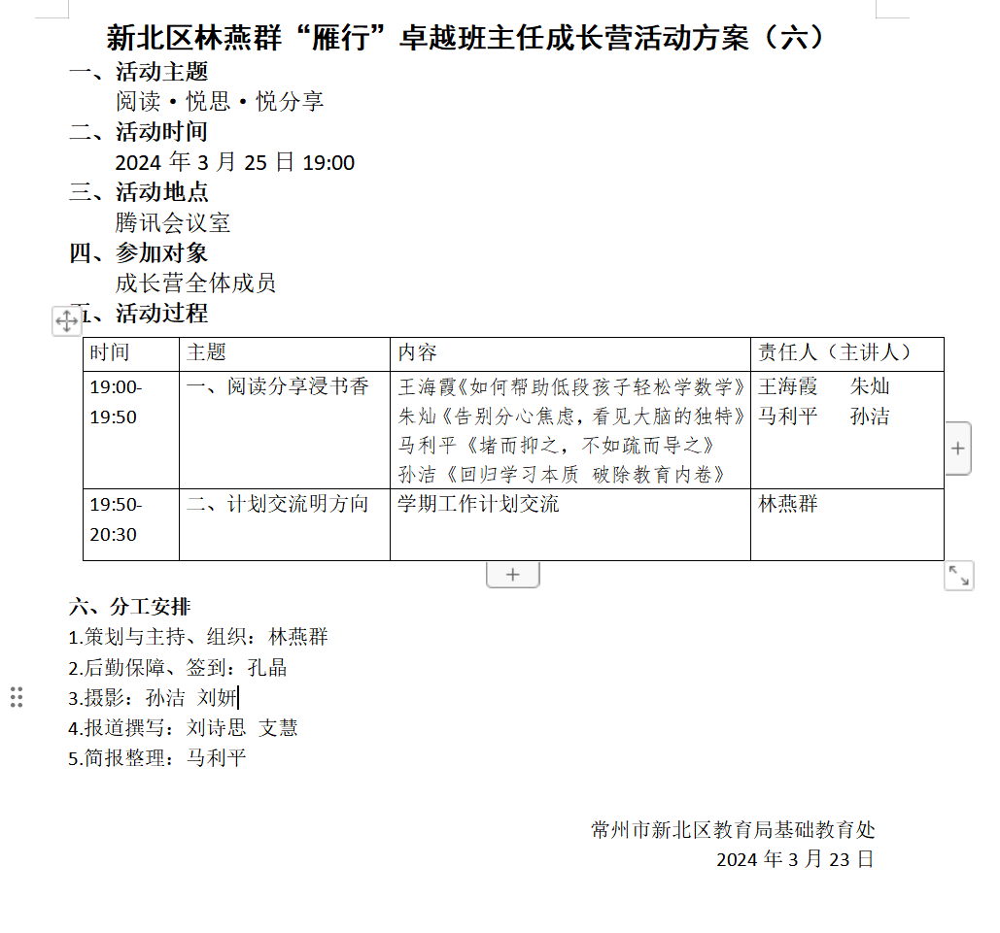 新北区林燕群“雁行”卓越班主任成长营活动方案（六）
一、活动主题
阅读•悦思•悦分享
二、活动时间
2024 年 3 月 25 日 19:00
三、活动地点
腾讯会议室
四、参加对象
成长营全体成员
五、活动过程
时间 主题 内容 责任人（主讲人）
19:00-19:50 一、阅读分享浸书香 王海霞《如何帮助低段孩子轻松学数学》 王海霞 朱灿
朱灿《告别分心焦虑，看见大脑的独特》 马利平 孙洁
马利平《堵而抑之，不如疏而导之》
孙洁《回归学习本质 破除教育内卷》
19:50-20:30 二、计划交流明方向 学期工作计划交流 林燕群
六、分工安排
1.策划与主持、组织：林燕群
2.后勤保障、签到：孔晶
3.摄影：孙洁 刘妍
4.报道撰写：刘诗思 支慧
5.简报整理：马利平
常州市新北区教育局基础教育处
2024 年 3 月 23 日